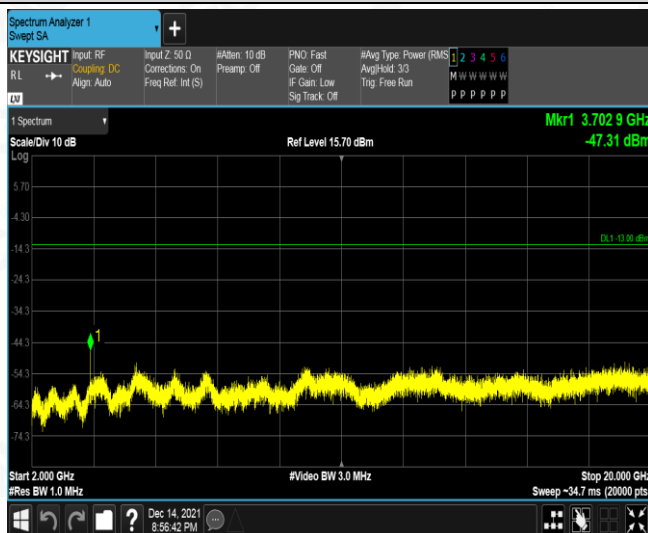 Spectrum Analyzer 1
Swept SA
KEYSIGHT
RL
LXI
Input: RF
Coupling: DC
Align: Auto
Input Z: 50 Ω
Corrections: On
Freq Ref: Int (S)
#Atten: 10 dB
Preamp: Off
PNO: Fast
Gate: Off
IF Gain: Low
Sig Track: Off
#Avg Type: Power (RMS
Avg|Hold: 3/3
Trig: Free Run
1 2 3 4 5 6
M W W W W W
P P P P P P
1 Spectrum
Scale/Div 10 dB
Ref Level 15.70 dBm
Mkr1 3.702 9 GHz
-47.31 dBm
Log
5.70
-4.30
DL1 -13.00 dBm
-14.3
-24.3
-34.3
-44.3
1
-54.3
-64.3
-74.3
Start 2.000 GHz
#Video BW 3.0 MHz
Stop 20.000 GHz
#Res BW 1.0 MHz
Sweep ~34.7 ms (20000 pts
?
Dec 14, 2021
8:56:42 PM